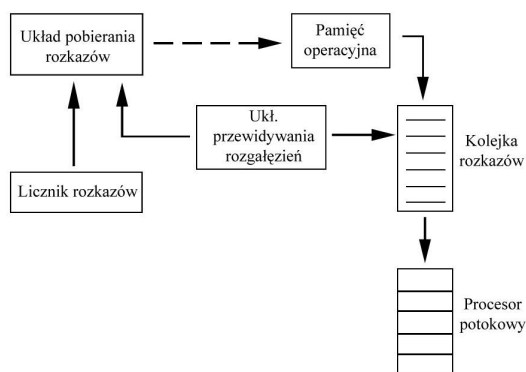 Układ pobierania
rozkazów
Pamięć
operacyjna
Ukł.
przewidywania
rozgałęzień
Kolejka
rozkazów
Licznik rozkazów
Procesor
potokowy